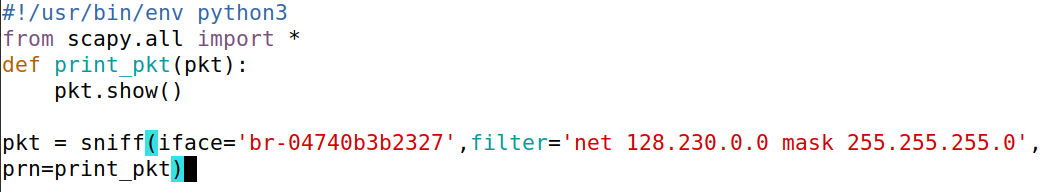 #!/usr/bin/env python3
from scapy.all import *
def print_pkt(pkt):
    pkt.show()

pkt = sniff(iface='br-04740b3b2327',filter='net 128.230.0.0 mask 255.255.255.0',
prn=print_pkt)